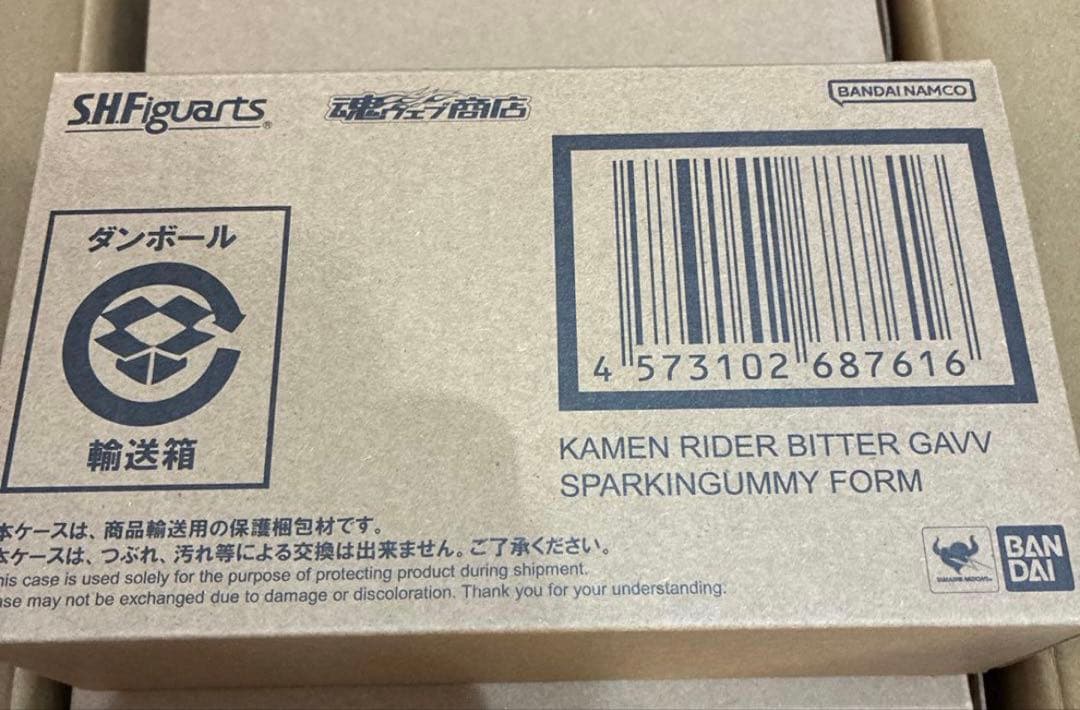 S.H.Figuarts®
魂ウェブ商店
BANDAI NAMCO
ダンボール
輸送箱
4 573102 687616
KAMEN RIDER BITTER GAVV
SPARKINGUMMY FORM
本ケースは、商品輸送用の保護梱包材です。
本ケースは、つぶれ、汚れ等による交換は出来ません。ご了承ください。
his case is used solely for the purpose of protecting product during shipment.
ase may not be exchanged due to damage or discoloration. Thank you for your understanding.
TAMASHII NATIONS
BAN
DAI